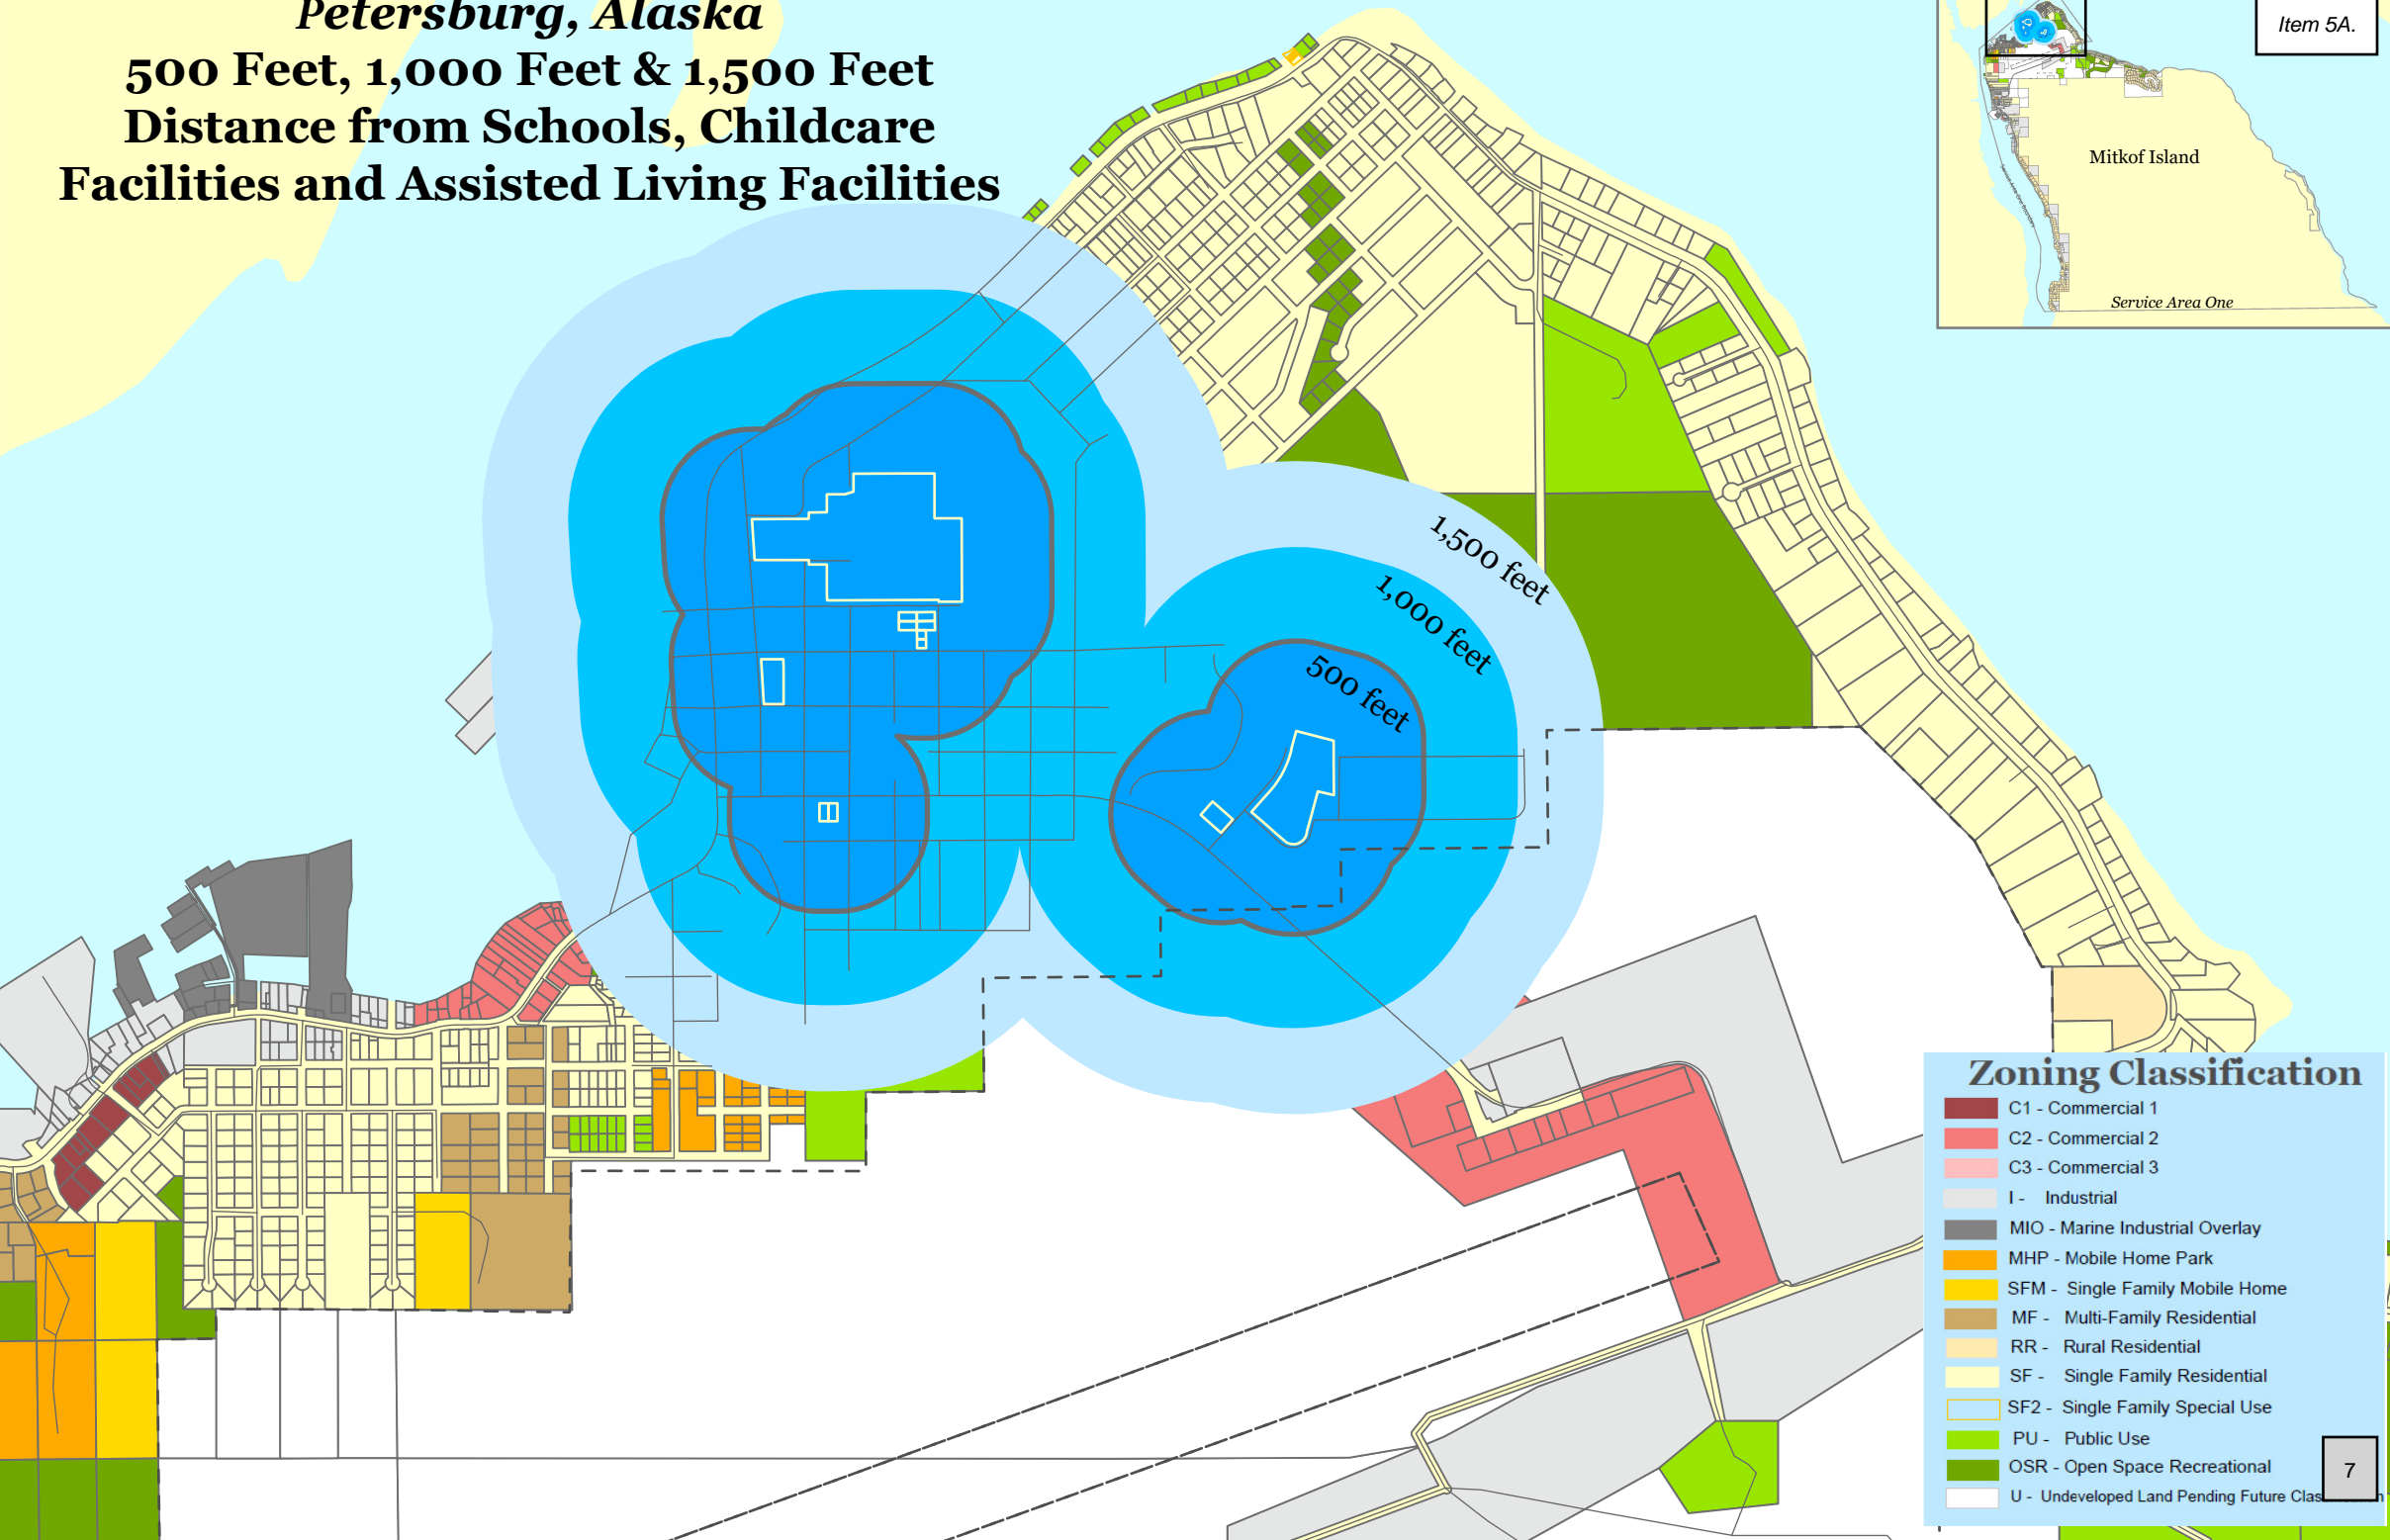 Petersburg, Alaska
500 Feet, 1,000 Feet & 1,500 Feet
Distance from Schools, Childcare
Facilities and Assisted Living Facilities
Item 5A.
Mitkof Island
Service Area One
1,500 feet
1,000 feet
500 feet
Zoning Classification
C1 - Commercial 1
C2 - Commercial 2
C3 - Commercial 3
I - Industrial
MIO - Marine Industrial Overlay
MHP - Mobile Home Park
SFM - Single Family Mobile Home
MF - Multi-Family Residential
RR - Rural Residential
SF - Single Family Residential
SF2 - Single Family Special Use
PU - Public Use
OSR - Open Space Recreational
U - Undeveloped Land Pending Future
7